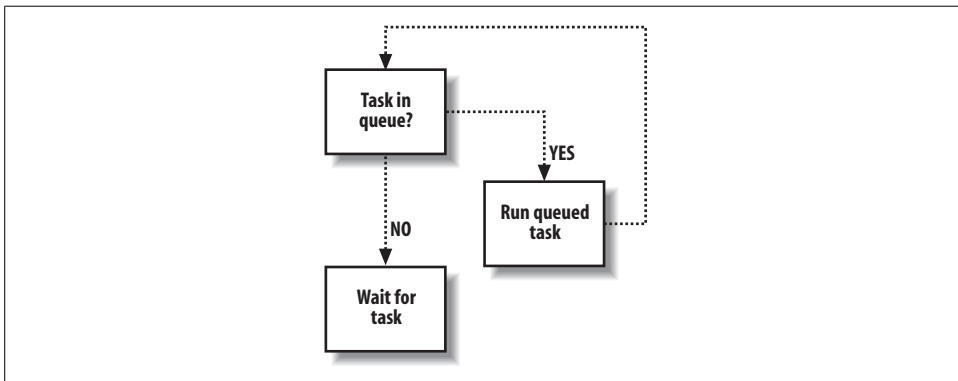 Task in
queue?
YES
Run queued
task
NO
Wait for
task